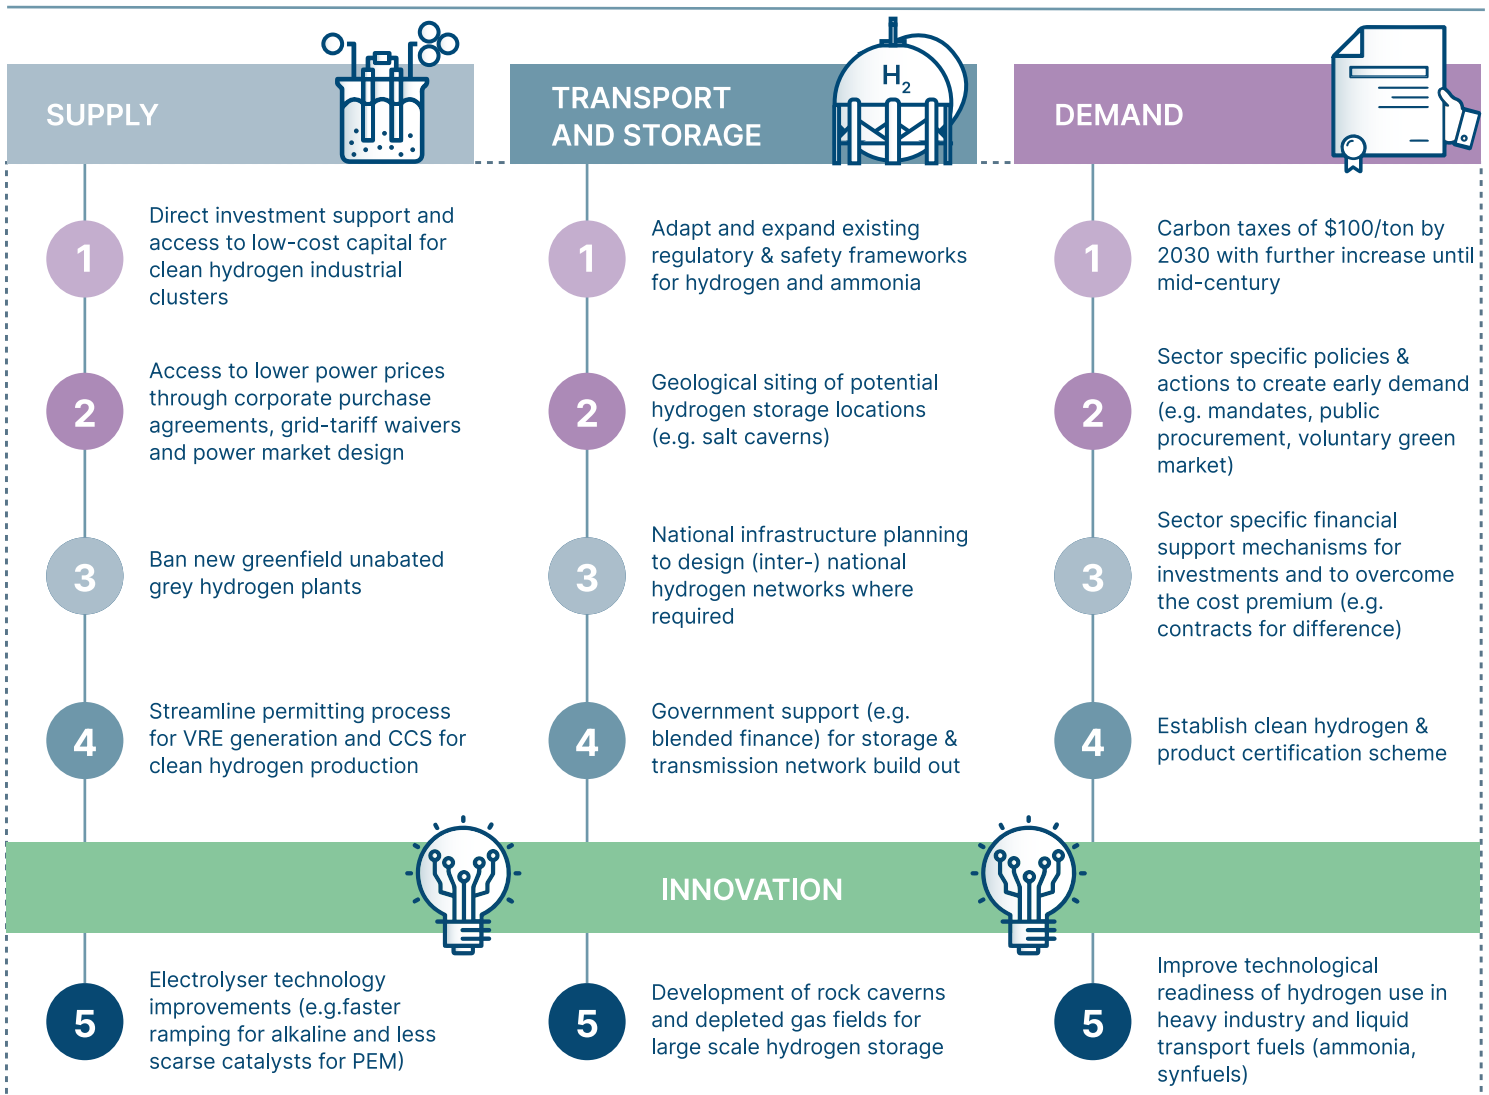 SUPPLY
1
Direct investment support and
access to low-cost capital for
clean hydrogen industrial
clusters
2
Access to lower power prices
through corporate purchase
agreements, grid-tariff waivers
and power market design
3
Ban new greenfield unabated
grey hydrogen plants
4
Streamline permitting process
for VRE generation and CCS for
clean hydrogen production
TRANSPORT
AND STORAGE
H2
1
Adapt and expand existing
regulatory & safety frameworks
for hydrogen and ammonia
2
Geological siting of potential
hydrogen storage locations
(e.g. salt caverns)
3
National infrastructure planning
to design (inter-) national
hydrogen networks where
required
4
Government support (e.g.
blended finance) for storage &
transmission network build out
DEMAND
1
Carbon taxes of $100/ton by
2030 with further increase until
mid-century
2
Sector specific policies &
actions to create early demand
(e.g. mandates, public
procurement, voluntary green
market)
3
Sector specific financial
support mechanisms for
investments and to overcome
the cost premium (e.g.
contracts for difference)
4
Establish clean hydrogen &
product certification scheme
INNOVATION
5
Electrolyser technology
improvements (e.g.faster
ramping for alkaline and less
scarse catalysts for PEM)
5
Development of rock caverns
and depleted gas fields for
large scale hydrogen storage
5
Improve technological
readiness of hydrogen use in
heavy industry and liquid
transport fuels (ammonia,
synfuels)